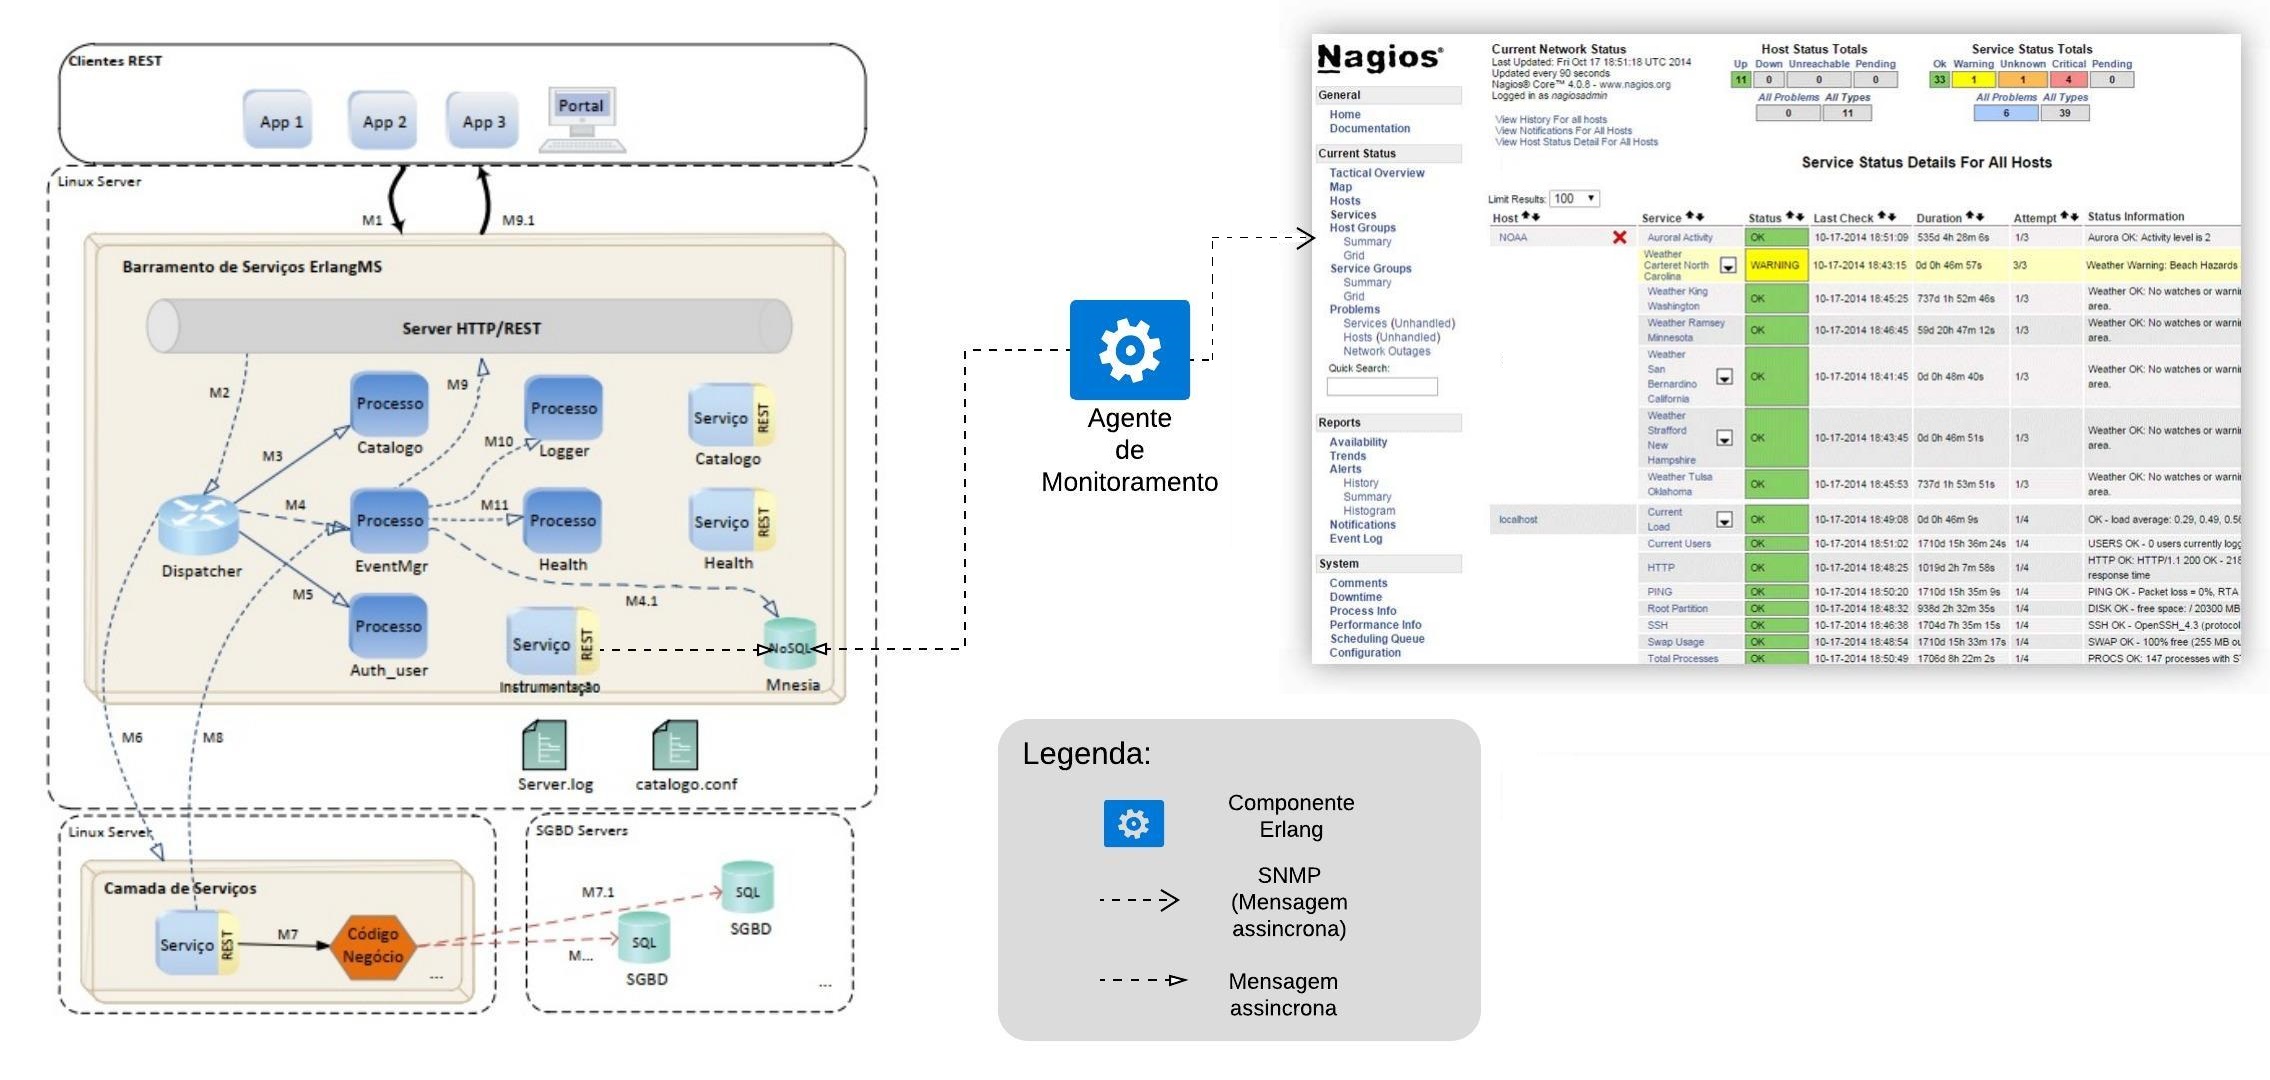 Clientes REST
App 1
App 2
App 3
Portal
Linux Server
M1
M9.1
Barramento de Serviços ErlangMS
Server HTTP/REST
M2
M9
Processo
Catalogo
Processo
Logger
Serviço
REST
Catalogo
M3
M10
M4
Processo
EventMgr
M11
Processo
Health
Serviço
REST
Health
Dispatcher
M5
M4.1
Processo
Auth_user
Serviço
REST
Instrumentação
NoSQL
Mnesia
M6
M8
Server.log
catalogo.conf
Linux Server
Camada de Serviços
Serviço
REST
M7
Código
Negócio
...
SGBD Servers
M7.1
SQL
SGBD
M...
SQL
SGBD
...
Agente
de
Monitoramento
Legenda:
Componente
Erlang
SNMP
(Mensagem
assincrona)
Mensagem
assincrona
Nagios®
General
Home
Documentation
Current Status
Tactical Overview
Map
Hosts
Services
Host Groups
Summary
Grid
Service Groups
Summary
Grid
Problems
Services (Unhandled)
Hosts (Unhandled)
Network Outages
Quick Search:
Reports
Availability
Trends
Alerts
History
Summary
Histogram
Notifications
Event Log
System
Comments
Downtime
Process Info
Performance Info
Scheduling Queue
Configuration
Current Network Status
Last Updated: Fri Oct 17 18:51:18 UTC 2014
Updated every 90 seconds
Nagios® Core™ 4.0.8 - www.nagios.org
Logged in as nagiosadmin
View History For all hosts
View Notifications For All Hosts
View Host Status Detail For All Hosts
Host Status Totals
Up Down Unreachable Pending
11 0 0 0
All Problems All Types
0 11
Service Status Totals
Ok Warning Unknown Critical Pending
33 1 1 4 0
All Problems All Types
6 39
Service Status Details For All Hosts
Limit Results: 100
Host Service Status Last Check Duration Attempt Status Information
NOAA Auroral Activity OK 10-17-2014 18:51:09 535d 4h 28m 6s 1/3 Aurora OK: Activity level is 2
Weather
Carteret North
Carolina
WARNING 10-17-2014 18:43:15 0d 0h 46m 57s 3/3 Weather Warning: Beach Hazards
Weather King
Washington
OK 10-17-2014 18:45:25 737d 1h 52m 46s 1/3 Weather OK: No watches or warni
area.
Weather Ramsey
Minnesota
OK 10-17-2014 18:46:45 59d 20h 47m 12s 1/3 Weather OK: No watches or warni
area.
Weather
San
Bernardino
California
OK 10-17-2014 18:41:45 0d 0h 48m 40s 1/3 Weather OK: No watches or warni
area.
Weather
Strafford
New
Hampshire
OK 10-17-2014 18:43:45 0d 0h 46m 51s 1/3 Weather OK: No watches or warni
area.
Weather Tulsa
Oklahoma
OK 10-17-2014 18:45:53 737d 1h 53m 51s 1/3 Weather OK: No watches or warni
area.
localhost
Current
Load
OK 10-17-2014 18:49:08 0d 0h 46m 9s 1/4 OK - load average: 0.29, 0.49, 0.56
Current Users OK 10-17-2014 18:51:02 1710d 15h 36m 24s 1/4 USERS OK - 0 users currently logg
HTTP OK 10-17-2014 18:48:25 1019d 2h 7m 58s 1/4 HTTP OK: HTTP/1.1 200 OK - 218
response time
PING OK 10-17-2014 18:50:20 1710d 15h 35m 9s 1/4 PING OK - Packet loss = 0%, RTA
Root Partition OK 10-17-2014 18:48:32 938d 2h 32m 35s 1/4 DISK OK - free space: / 20300 MB
SSH OK 10-17-2014 18:46:38 1704d 7h 35m 15s 1/4 SSH OK - OpenSSH_4.3 (protocol
Swap Usage OK 10-17-2014 18:48:54 1710d 15h 33m 17s 1/4 SWAP OK - 100% free (255 MB ou
Total Processes OK 10-17-2014 18:50:49 1706d 8h 22m 2s 1/4 PROCS OK: 147 processes with S